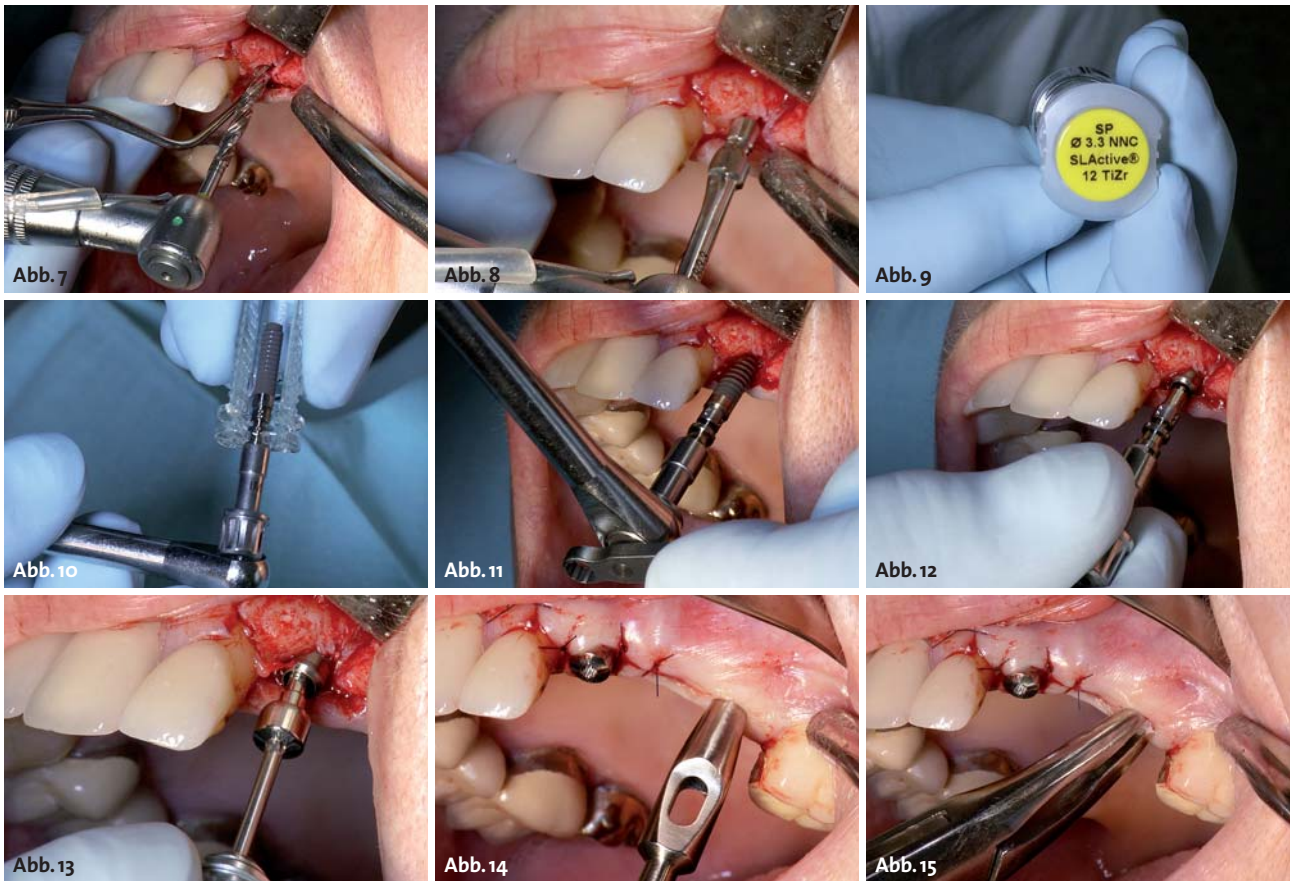 Abb. 7
Abb. 8
SP
Ø 3.3 NNC
SLActive®
12 TiZr
Abb. 9
Abb. 10
Abb. 11
Abb. 12
Abb. 13
Abb. 14
Abb. 15